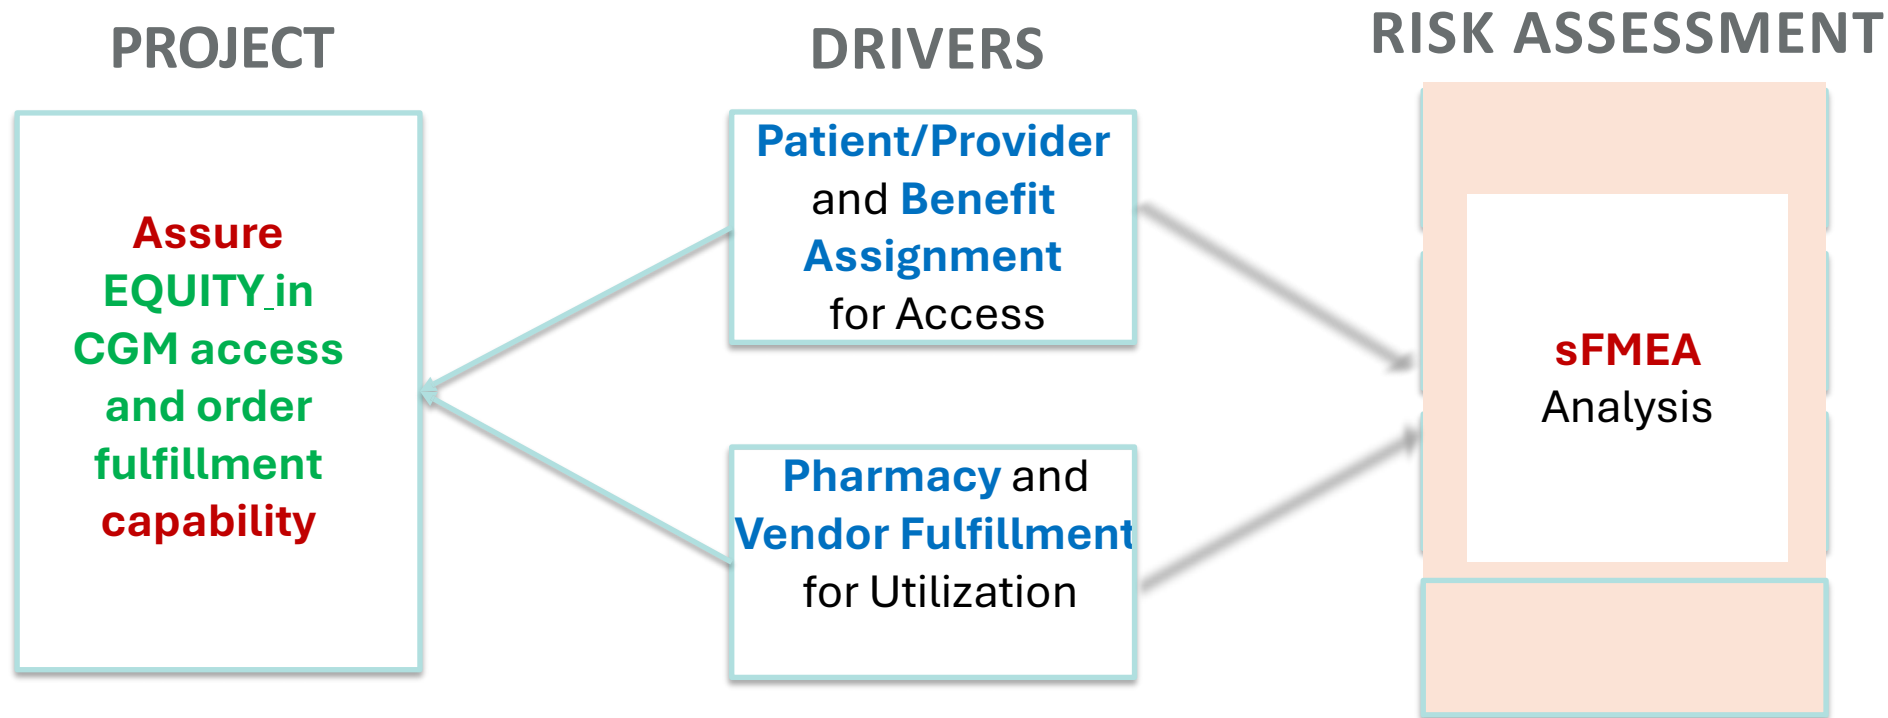 PROJECT
DRIVERS
RISK ASSESSMENT
Assure
EQUITY in
CGM access
and order
fulfillment
capability
Patient/Provider
and Benefit
Assignment
for Access
Pharmacy and
Vendor Fulfillment
for Utilization
sFMEA
Analysis